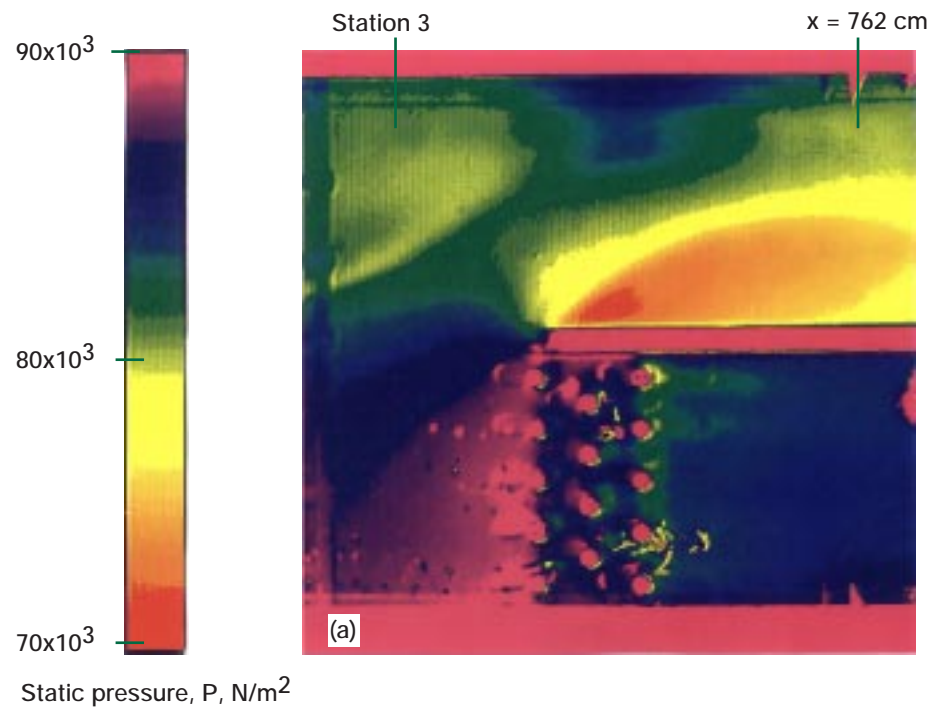 Station 3
x = 762 cm
90x10³
80x10³
70x10³
(a)
Static pressure, P, N/m²